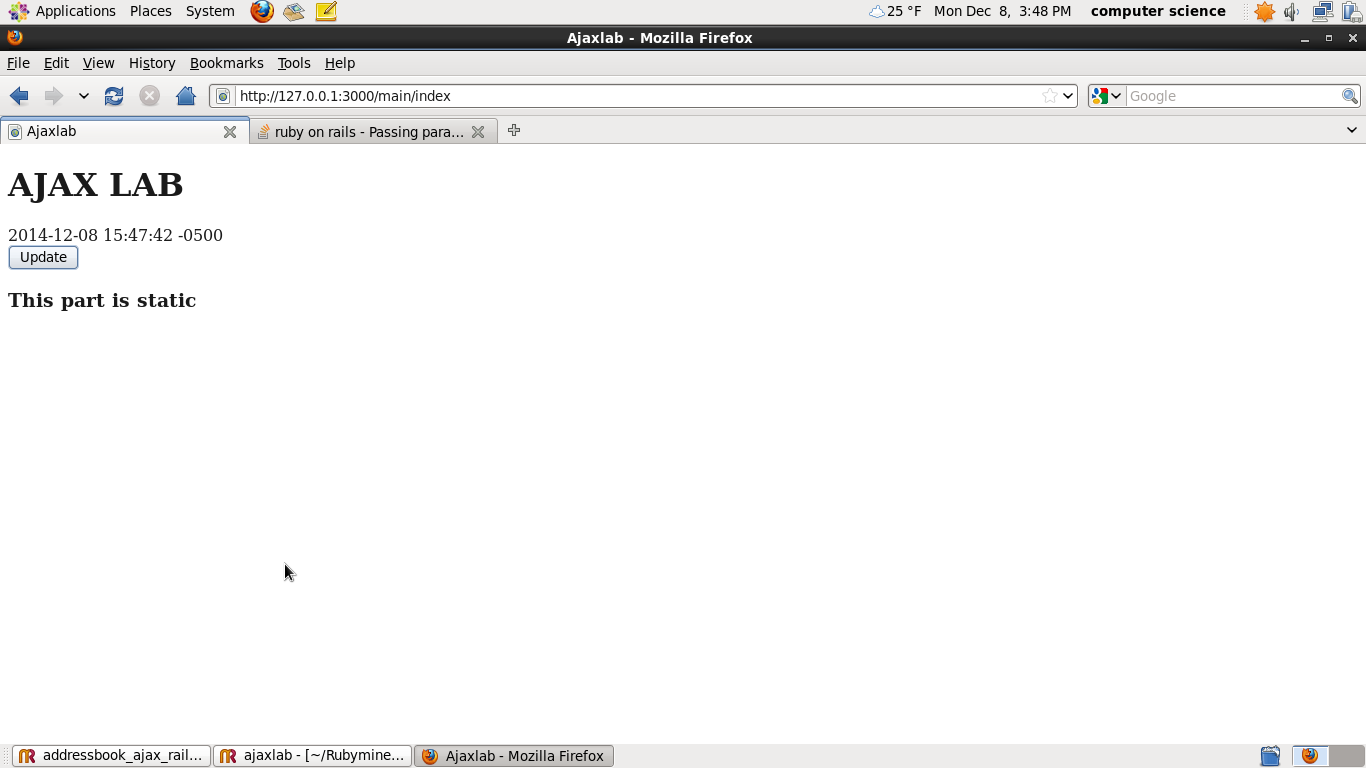 Applications Places System 25 °F Mon Dec 8, 3:48 PM computer science
Ajaxlab - Mozilla Firefox
File Edit View History Bookmarks Tools Help
http://127.0.0.1:3000/main/index Google
Ajaxlab ruby on rails - Passing para...
AJAX LAB
2014-12-08 15:47:42 -0500
Update
This part is static
addressbook_ajax_rail... ajaxlab - [~/Rubymine... Ajaxlab - Mozilla Firefox